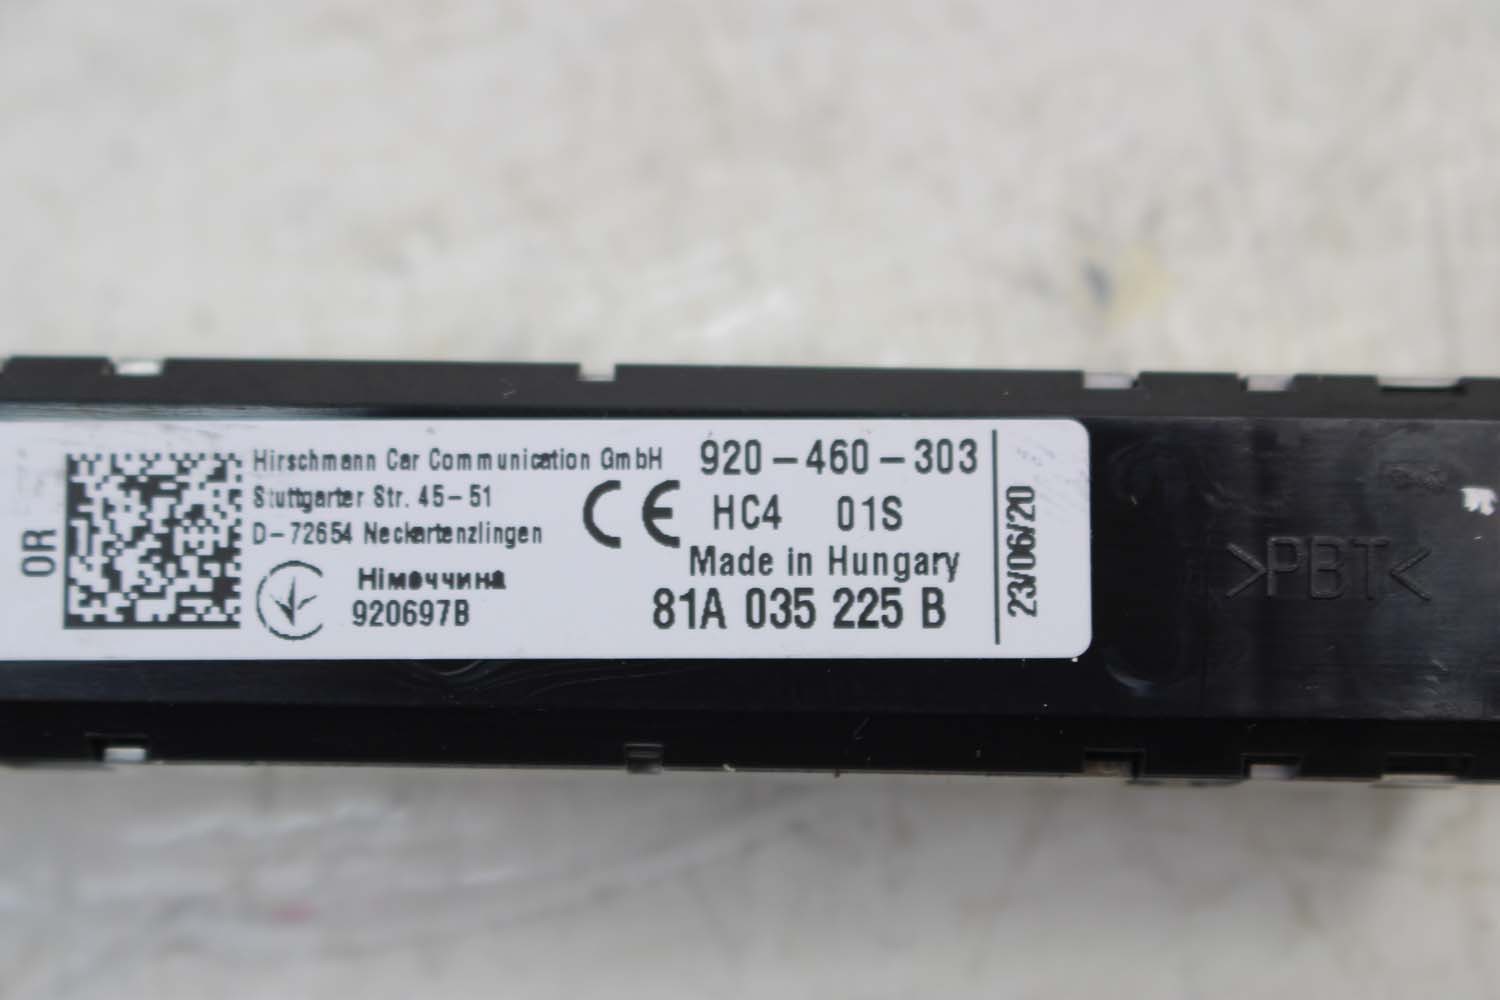 OR
Hirschmann Car Communication GmbH
Stuttgarter Str. 45-51
D-72654 Neckartenzlingen
Німеччина
920697B
CE
920-460-303
HC4 01S
Made in Hungary
81A 035 225 B
23/06/20
>PBT<